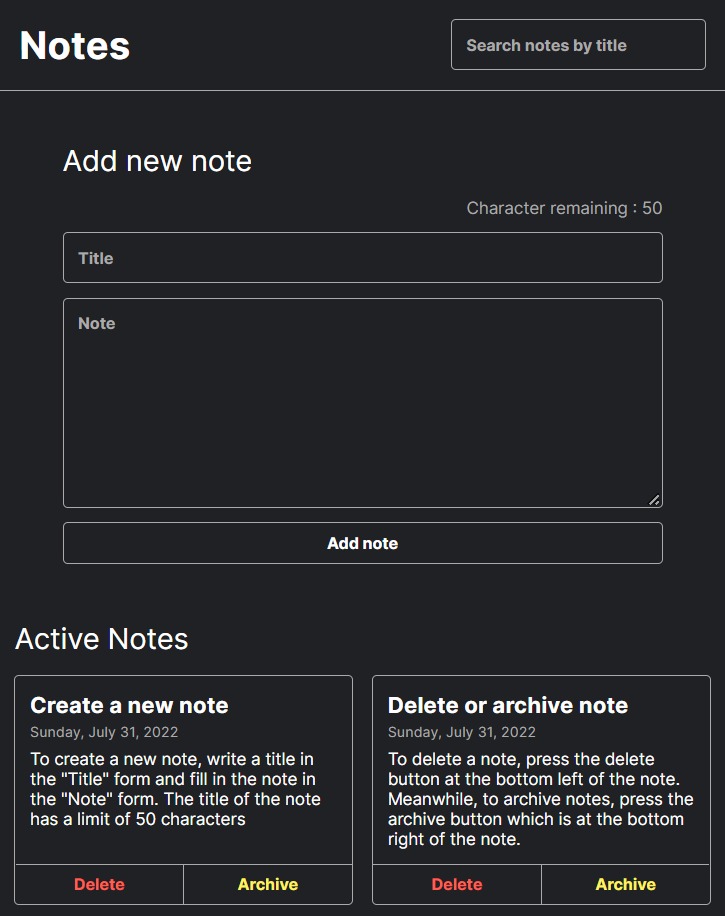 Notes
Search notes by title
Add new note
Character remaining : 50
Title
Note
Add note
Active Notes
Create a new note
Sunday, July 31, 2022
To create a new note, write a title in
the "Title" form and fill in the note in
the "Note" form. The title of the note
has a limit of 50 characters
Delete
Archive
Delete or archive note
Sunday, July 31, 2022
To delete a note, press the delete
button at the bottom left of the note.
Meanwhile, to archive notes, press the
archive button which is at the bottom
right of the note.
Delete
Archive